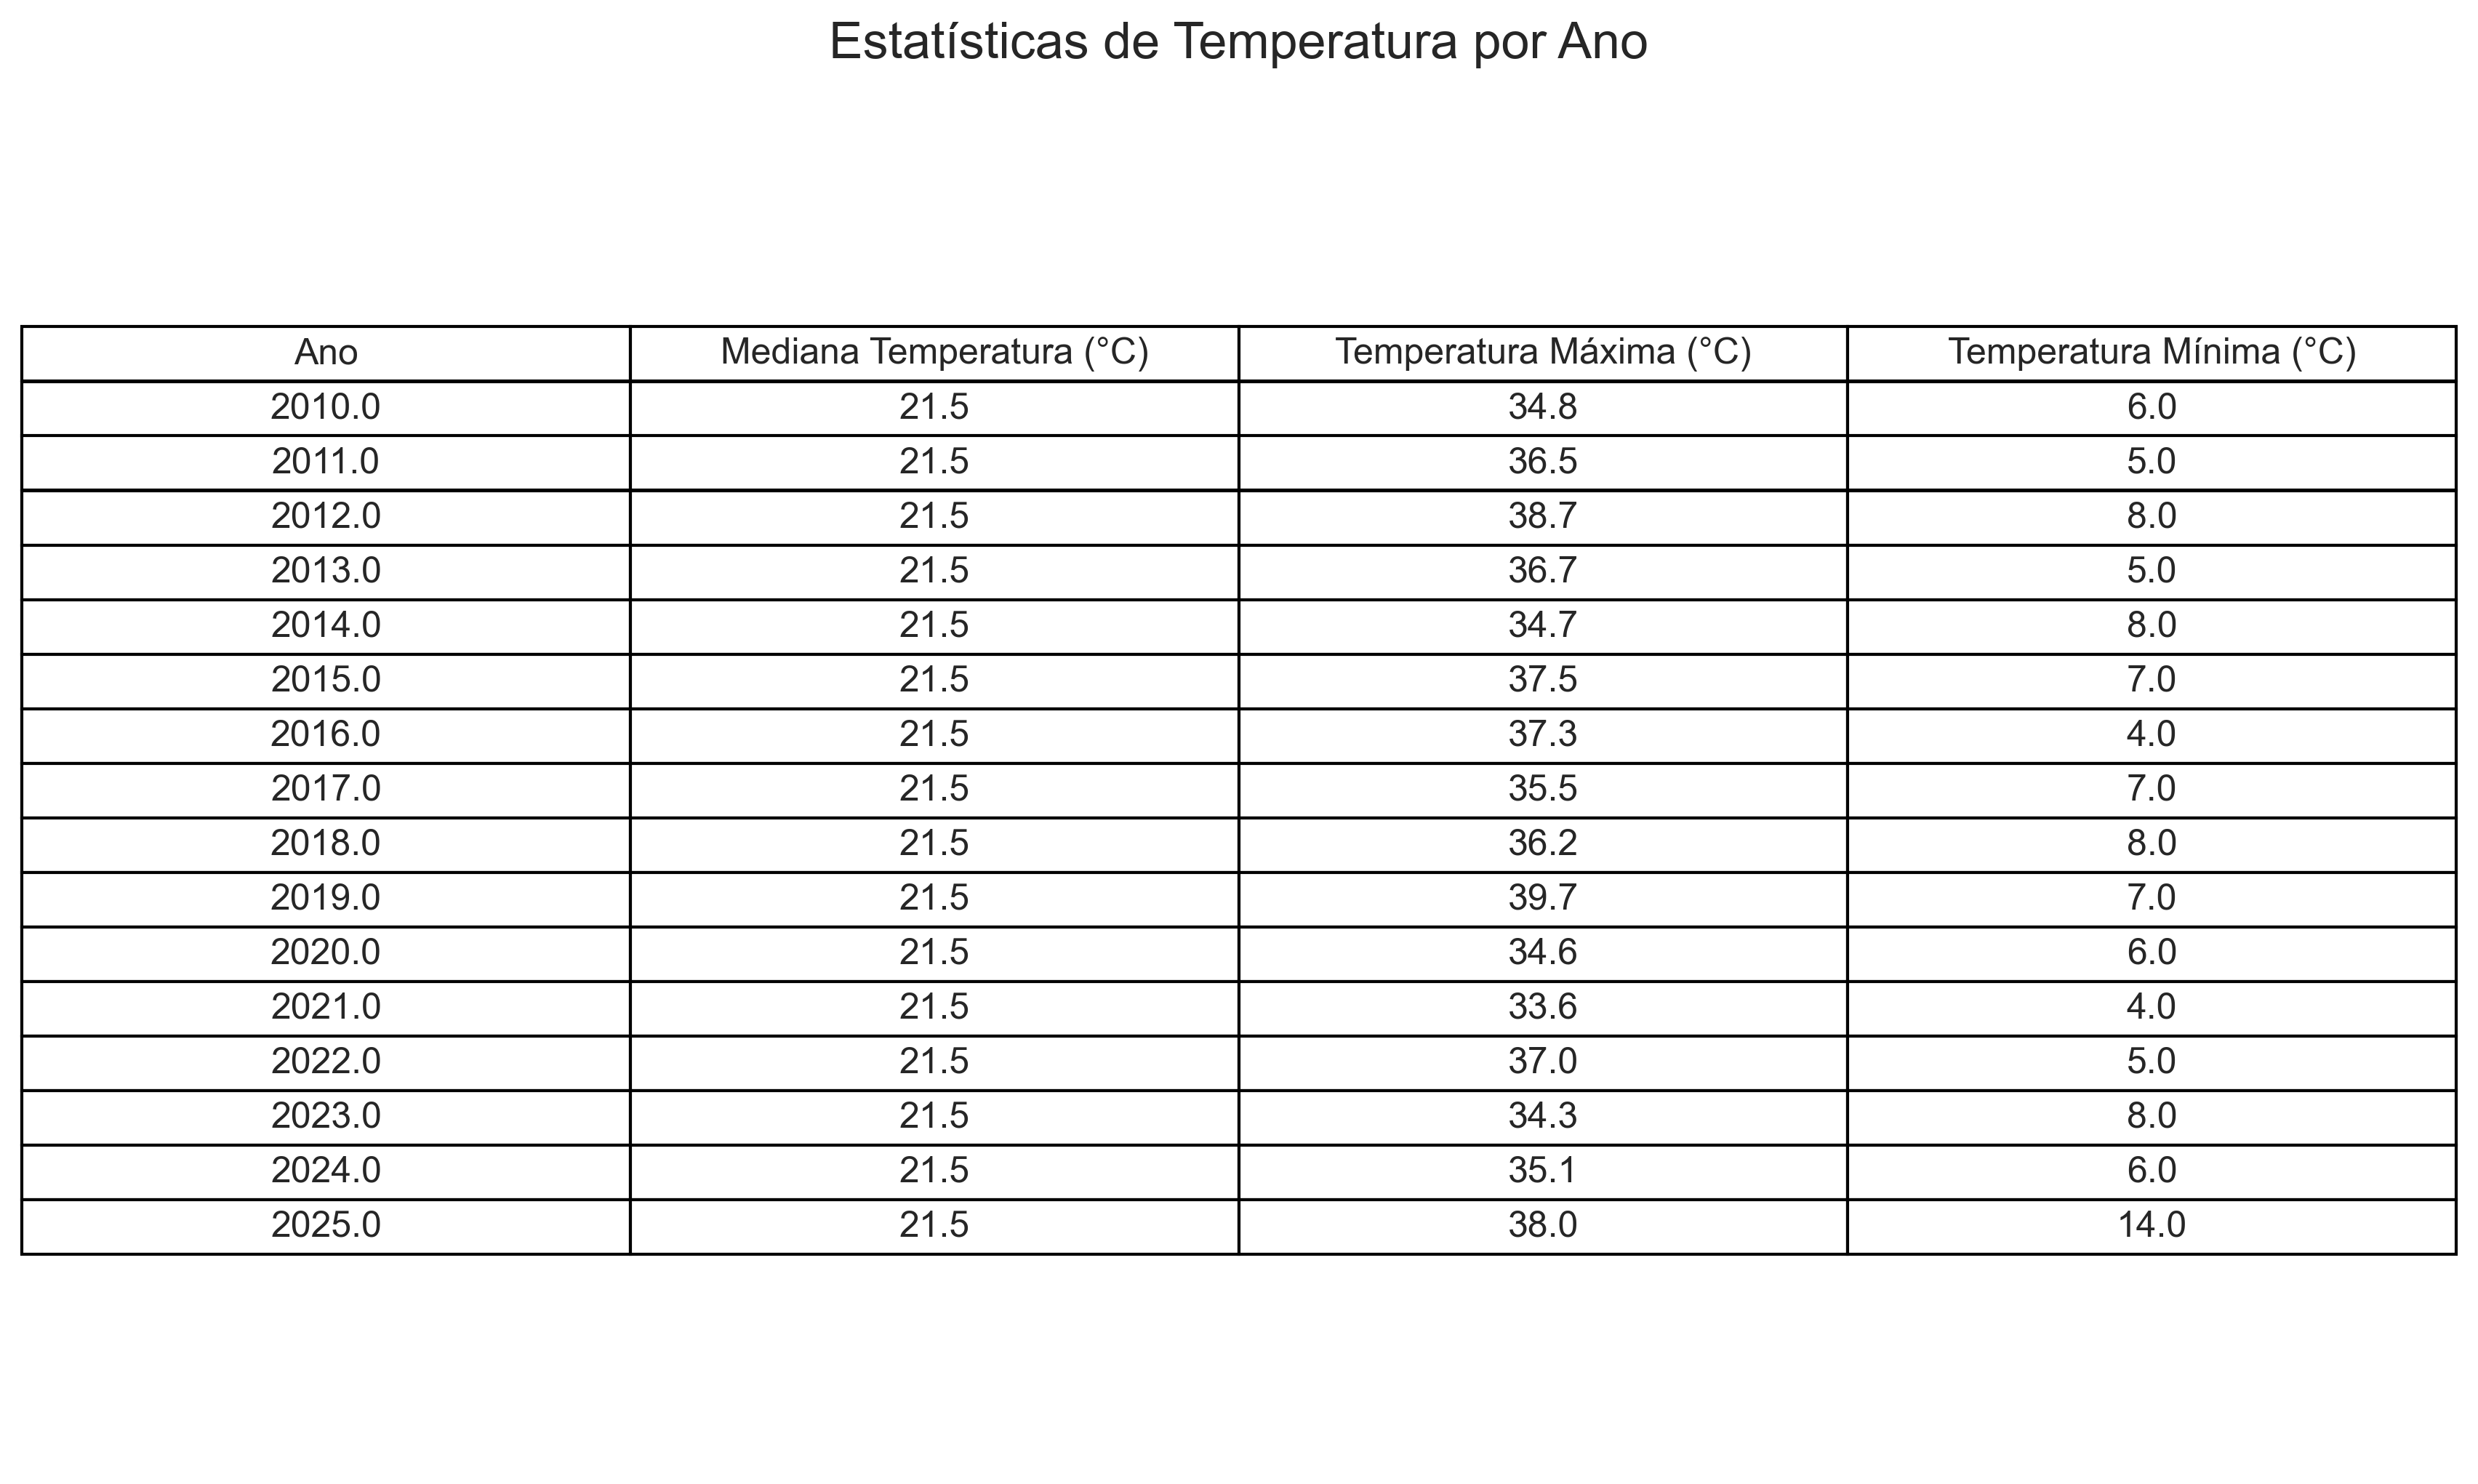 Estatísticas de Temperatura por Ano
Ano Mediana Temperatura (°C) Temperatura Máxima (°C) Temperatura Mínima (°C)
2010.0 21.5 34.8 6.0
2011.0 21.5 36.5 5.0
2012.0 21.5 38.7 8.0
2013.0 21.5 36.7 5.0
2014.0 21.5 34.7 8.0
2015.0 21.5 37.5 7.0
2016.0 21.5 37.3 4.0
2017.0 21.5 35.5 7.0
2018.0 21.5 36.2 8.0
2019.0 21.5 39.7 7.0
2020.0 21.5 34.6 6.0
2021.0 21.5 33.6 4.0
2022.0 21.5 37.0 5.0
2023.0 21.5 34.3 8.0
2024.0 21.5 35.1 6.0
2025.0 21.5 38.0 14.0